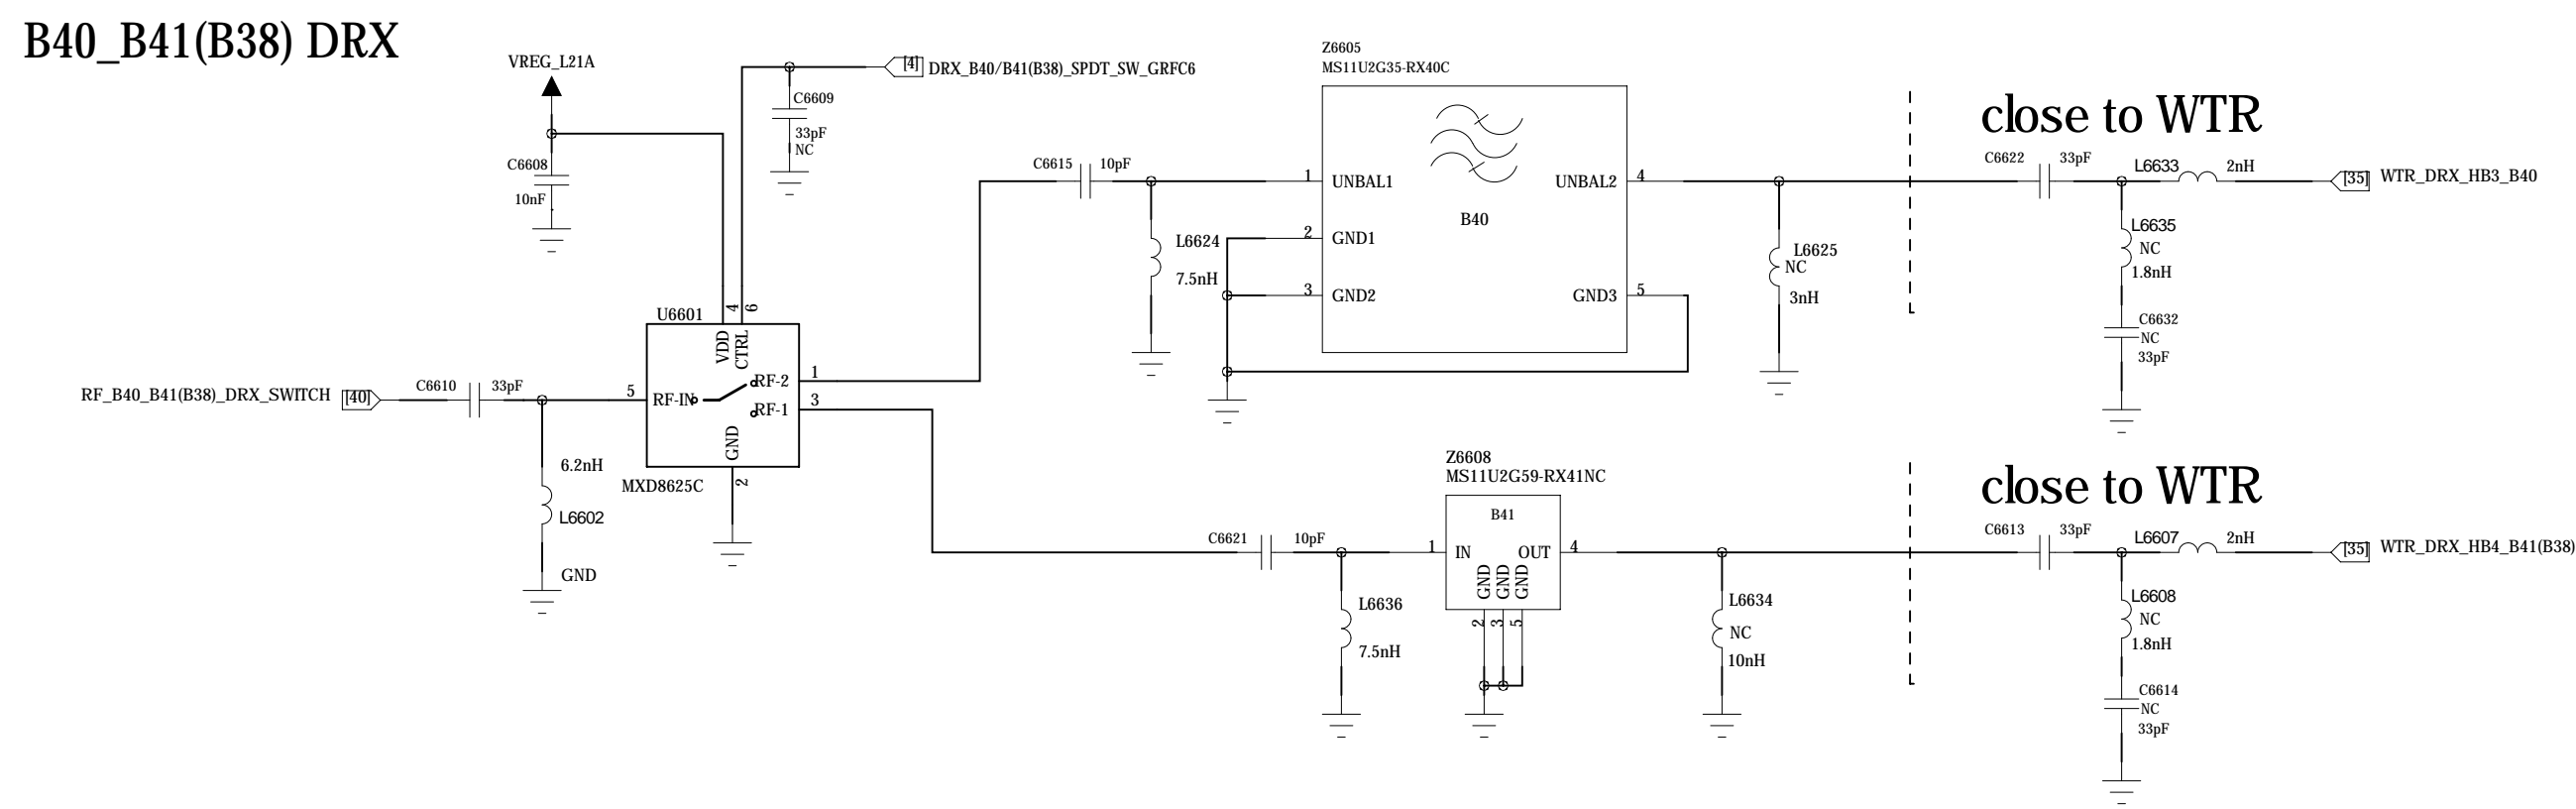 B40_B41(B38) DRX
VREG_L21A
C6608
10nF
[4] DRX_B40/B41(B38)_SPDT_SW_GRFC6
C6609
33pF
NC
U6601
4
6
VDD
CTRL
RF_B40_B41(B38)_DRX_SWITCH [40]
C6610 33pF
5
RF-IN
RF-2
1
RF-1
3
GND
2
MXD8625C
6.2nH
L6602
GND
C6615 10pF
L6624
7.5nH
Z6605
MS11U2G35-RX40C
1 UNBAL1
UNBAL2 4
B40
2 GND1
3 GND2
GND3 5
L6625
NC
3nH
close to WTR
C6622 33pF
L6633 2nH
[35] WTR_DRX_HB3_B40
L6635
NC
1.8nH
C6632
NC
33pF
C6621 10pF
L6636
7.5nH
Z6608
MS11U2G59-RX41NC
B41
1 IN
OUT 4
GND
GND
GND
2
3
5
L6634
NC
10nH
close to WTR
C6613 33pF
L6607 2nH
[35] WTR_DRX_HB4_B41(B38)
L6608
NC
1.8nH
C6614
NC
33pF